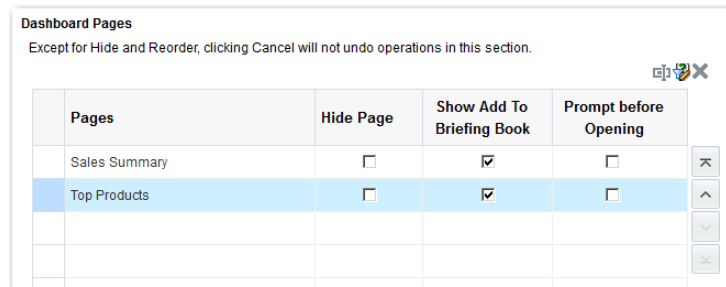 Dashboard Pages
Except for Hide and Reorder, clicking Cancel will not undo operations in this section.
Pages Hide Page Show Add To Briefing Book Prompt before Opening
Sales Summary
Top Products